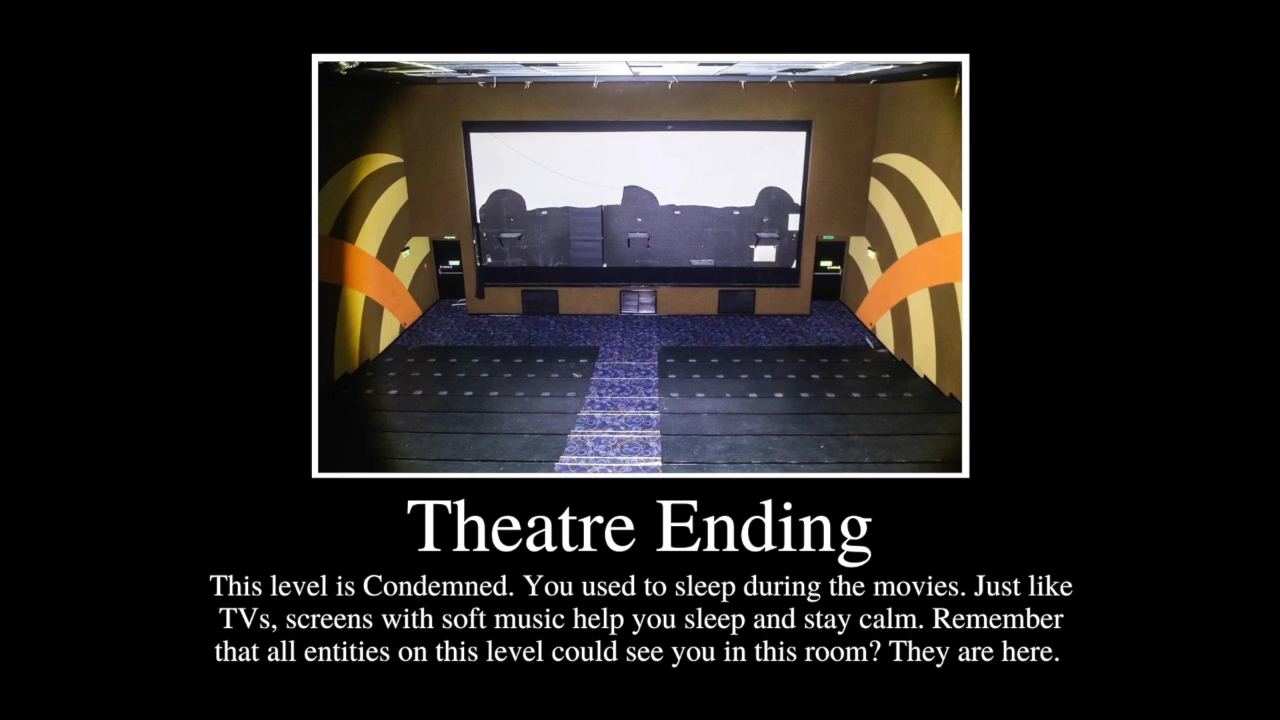 Theatre Ending
This level is Condemned. You used to sleep during the movies. Just like
TVs, screens with soft music help you sleep and stay calm. Remember
that all entities on this level could see you in this room? They are here.